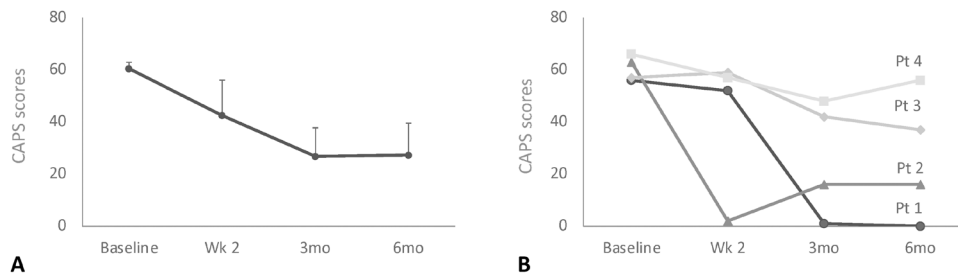 80
60
40
20
0
CAPS scores
Baseline
Wk 2
3mo
6mo
A
80
60
40
20
0
CAPS scores
Pt 4
Pt 3
Pt 2
Pt 1
Baseline
Wk 2
3mo
6mo
B